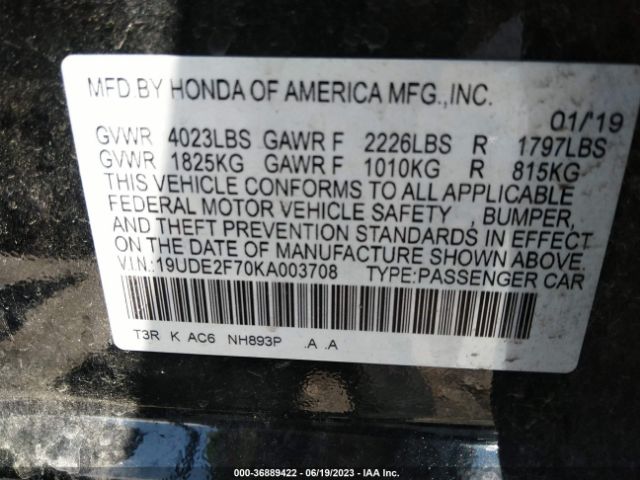 MFD.BY HONDA OF AMERICA MFG.,INC.
01/'19
GVWR 4023LBS GAWR F 2226LBS R 1797LBS
GVWR 1825KG GAWR F 1010KG R 815KG
THIS VEHICLE CONFORMS TO ALL APPLICABLE
FEDERAL MOTOR VEHICLE SAFETY , BUMPER,
AND THEFT PREVENTION STANDARDS IN EFFECT
ON THE DATE OF MANUFACTURE SHOWN ABOVE.
V.I.N.:19UDE2F70KA003708 TYPE:PASSENGER CAR
T3R K AC6 NH893P .A .A
000-36889422 - 06/19/2023 - IAA Inc.